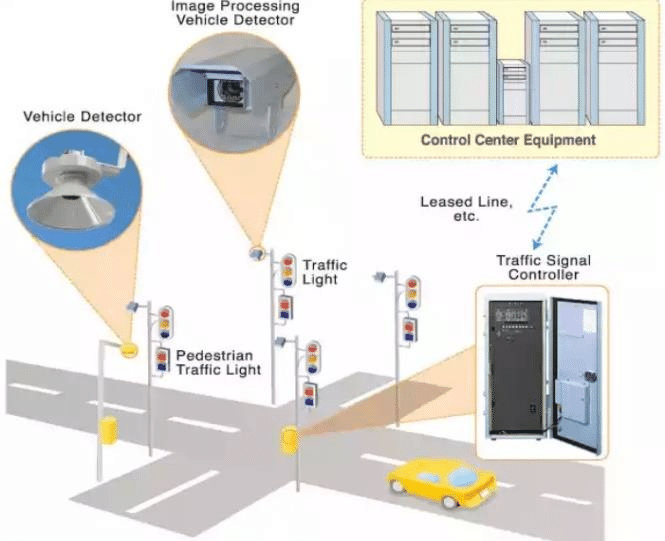 Image Processing
Vehicle Detector
Vehicle Detector
Control Center Equipment
Leased Line,
etc.
Traffic Signal
Controller
Traffic
Light
Pedestrian
Traffic Light